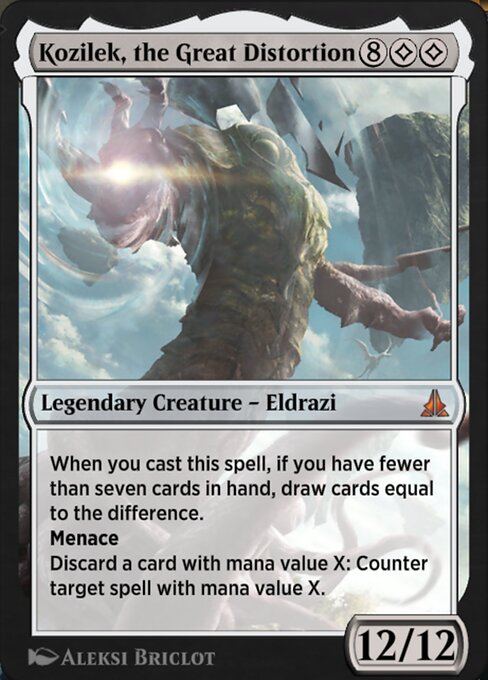 Kozilek, the Great Distortion 8
Legendary Creature – Eldrazi
When you cast this spell, if you have fewer
than seven cards in hand, draw cards equal
to the difference.
Menace
Discard a card with mana value X: Counter
target spell with mana value X.
12/12
Aleksi Briclot